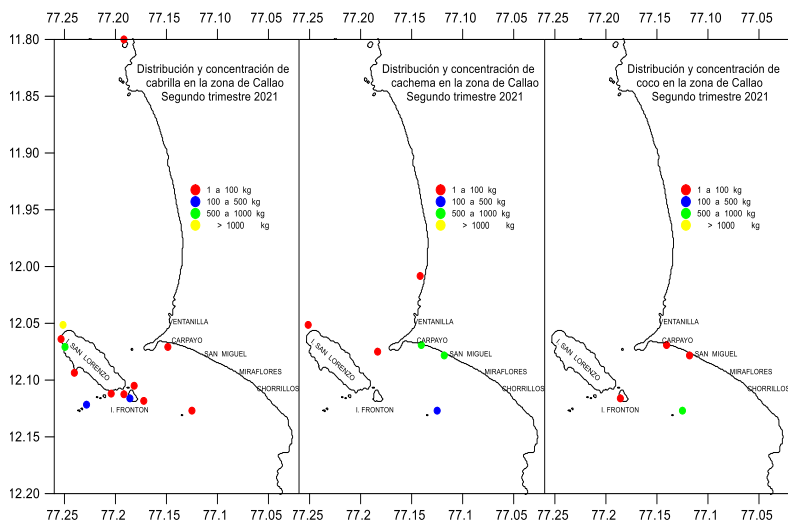 77.25 77.20 77.15 77.10 77.05 77.25 77.20 77.15 77.10 77.05 77.25 77.20 77.15 77.10 77.05
11.80
11.85
11.90
11.95
12.00
12.05
12.10
12.15
12.20
Distribución y concentración de
cabrilla en la zona de Callao
Segundo trimestre 2021
1 a 100 kg
100 a 500 kg
500 a 1000 kg
> 1000 kg
VENTANILLA
CARPAYO
SAN MIGUEL
MIRAFLORES
CHORRILLOS
I. SAN LORENZO
I. FRONTON
Distribución y concentración de
cachema en la zona de Callao
Segundo trimestre 2021
1 a 100 kg
100 a 500 kg
500 a 1000 kg
> 1000 kg
VENTANILLA
CARPAYO
SAN MIGUEL
MIRAFLORES
CHORRILLOS
I. SAN LORENZO
I. FRONTON
Distribución y concentración de
coco en la zona de Callao
Segundo trimestre 2021
1 a 100 kg
100 a 500 kg
500 a 1000 kg
> 1000 kg
VENTANILLA
CARPAYO
SAN MIGUEL
MIRAFLORES
CHORRILLOS
I. SAN LORENZO
I. FRONTON
77.25 77.2 77.15 77.1 77.05 77.25 77.2 77.15 77.1 77.05 77.25 77.2 77.15 77.1 77.05